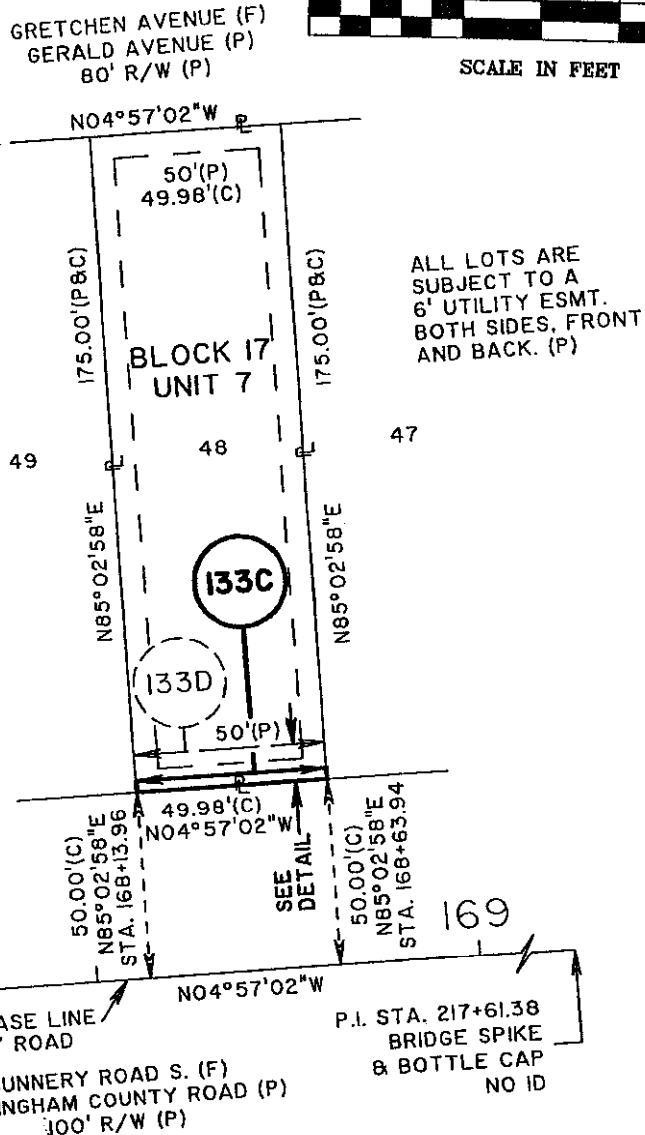 GRETCHEN AVENUE (F)
GERALD AVENUE (P)
80' R/W (P)
SCALE IN FEET
N04°57'02"W
50'(P)
49.98'(C)
175.00'(P&C)
175.00'(P&C)
ALL LOTS ARE
SUBJECT TO A
6' UTILITY ESMT.
BOTH SIDES, FRONT
AND BACK. (P)
BLOCK 17
UNIT 7
49
48
47
N85°02'58"E
N85°02'58"E
133C
133D
50'(P)
49.98'(C)
N04°57'02"W
50.00'(C)
N85°02'58"E
STA. 168+13.96
SEE
DETAIL
50.00'(C)
N85°02'58"E
STA. 168+63.94
169
N04°57'02"W
ASE LINE
ROAD
P.I. STA. 217+61.38
BRIDGE SPIKE
& BOTTLE CAP
NO ID
UNNERY ROAD S. (F)
INGHAM COUNTY ROAD (P)
100' R/W (P)